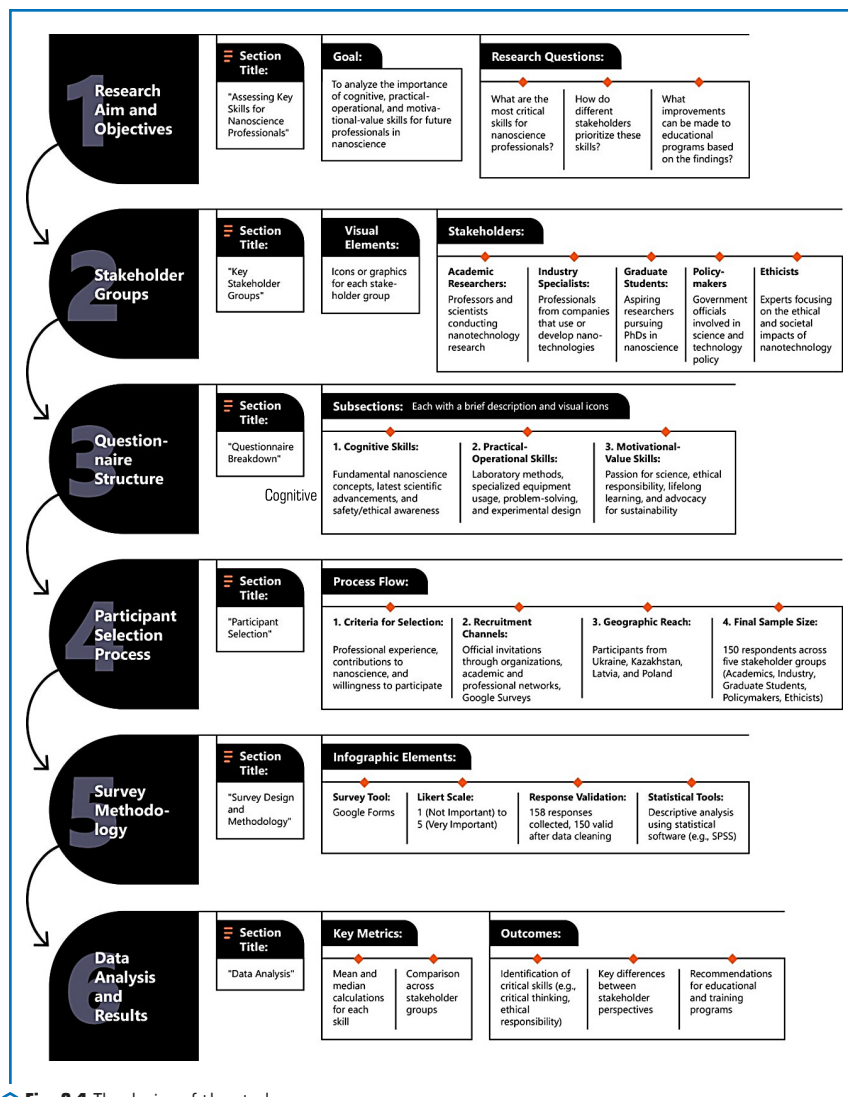 1
Research
Aim and
Objectives
Section
Title:
"Assessing Key
Skills for
Nanoscience
Professionals"
Goal:
To analyze the importance
of cognitive, practical-
operational, and motiva-
tional-value skills for future
professionals in
nanoscience
Research Questions:
What are the
most critical
skills for
nanoscience
professionals?
How do
different
stakeholders
prioritize these
skills?
What
improvements
can be made to
educational
programs based
on the findings?
2
Stakeholder
Groups
Section
Title:
"Key
Stakeholder
Groups"
Visual
Elements:
Icons or graphics
for each stake-
holder group
Stakeholders:
Academic
Researchers:
Professors and
scientists
conducting
nanotechnology
research
Industry
Specialists:
Professionals
from companies
that use or
develop nano-
technologies
Graduate
Students:
Aspiring
researchers
pursuing
PhDs in
nanoscience
Policy-
makers
Government
officials
involved in
science and
technology
policy
Ethicists
Experts focusing
on the ethical
and societal
impacts of
nanotechnology
3
Question-
naire
Structure
Section
Title:
"Questionnaire
Breakdown"
Cognitive
Subsections: Each with a brief description and visual icons
1. Cognitive Skills:
Fundamental nanoscience
concepts, latest scientific
advancements, and
safety/ethical awareness
2. Practical-
Operational Skills:
Laboratory methods,
specialized equipment
usage, problem-solving,
and experimental design
3. Motivational-
Value Skills:
Passion for science, ethical
responsibility, lifelong
learning, and advocacy
for sustainability
4
Participant
Selection
Process
Section
Title:
"Participant
Selection"
Process Flow:
1. Criteria for Selection:
Professional experience,
contributions to
nanoscience, and
willingness to participate
2. Recruitment
Channels:
Official invitations
through organizations,
academic and
professional networks,
Google Surveys
3. Geographic Reach:
Participants from
Ukraine, Kazakhstan,
Latvia, and Poland
4. Final Sample Size:
150 respondents across
five stakeholder groups
(Academics, Industry,
Graduate Students,
Policymakers, Ethicists)
5
Survey
Methodo-
logy
Section
Title:
"Survey Design
and
Methodology"
Infographic Elements:
Survey Tool:
Google Forms
Likert Scale:
1 (Not Important) to
5 (Very Important)
Response Validation:
158 responses
collected, 150 valid
after data cleaning
Statistical Tools:
Descriptive analysis
using statistical
software (e.g., SPSS)
6
Data
Analysis
and
Results
Section
Title:
"Data Analysis"
Key Metrics:
Mean and
median
calculations
for each
skill
Comparison
across
stakeholder
groups
Outcomes:
Identification of
critical skills (e.g.,
critical thinking,
ethical
responsibility)
Key differences
between
stakeholder
perspectives
Recommendations
for educational
and training
programs